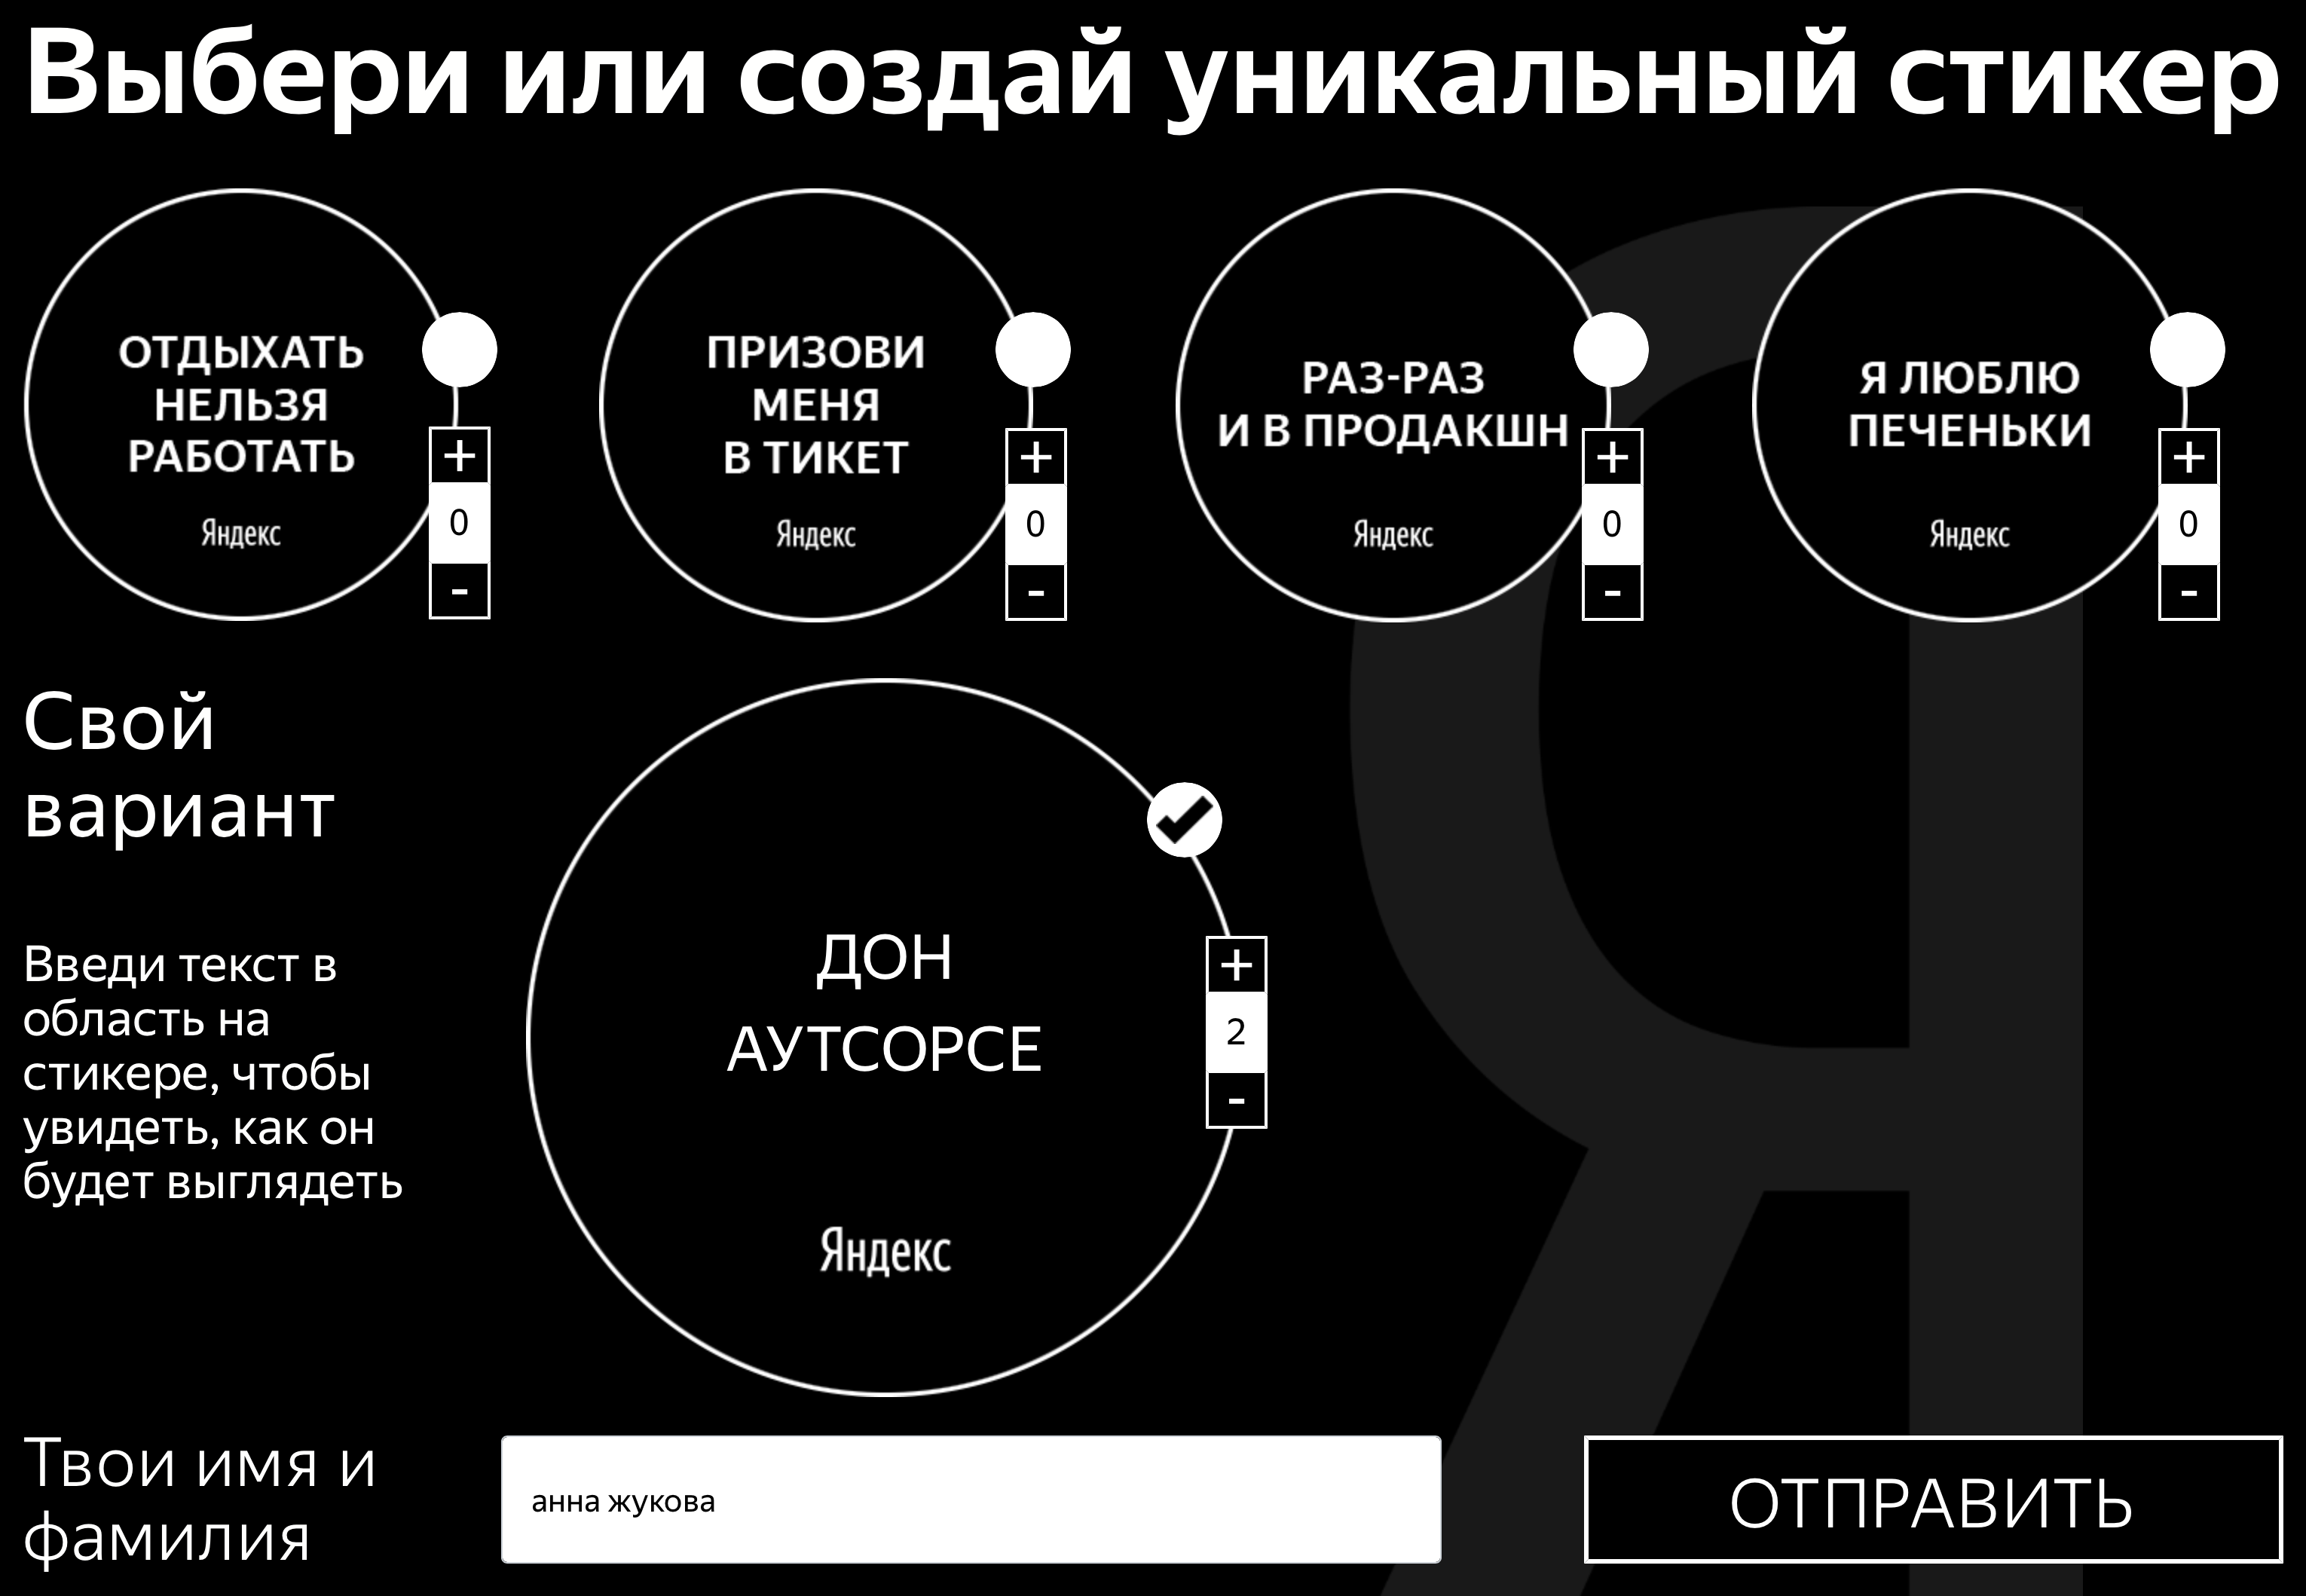 Выбери или создай уникальный стикер
ОТДЫХАТЬ
НЕЛЬЗЯ
РАБОТАТЬ
Яндекс
+
0
-
ПРИЗОВИ
МЕНЯ
В ТИКЕТ
Яндекс
+
0
-
РАЗ-РАЗ
И В ПРОДАКШН
Яндекс
+
0
-
Я ЛЮБЛЮ
ПЕЧЕНЬКИ
Яндекс
+
0
-
Свой
вариант
Введи текст в
область на
стикере, чтобы
увидеть, как он
будет выглядеть
ДОН
АУТСОРСЕ
Яндекс
+
2
-
Твои имя и
фамилия
анна жукова
ОТПРАВИТЬ
Я